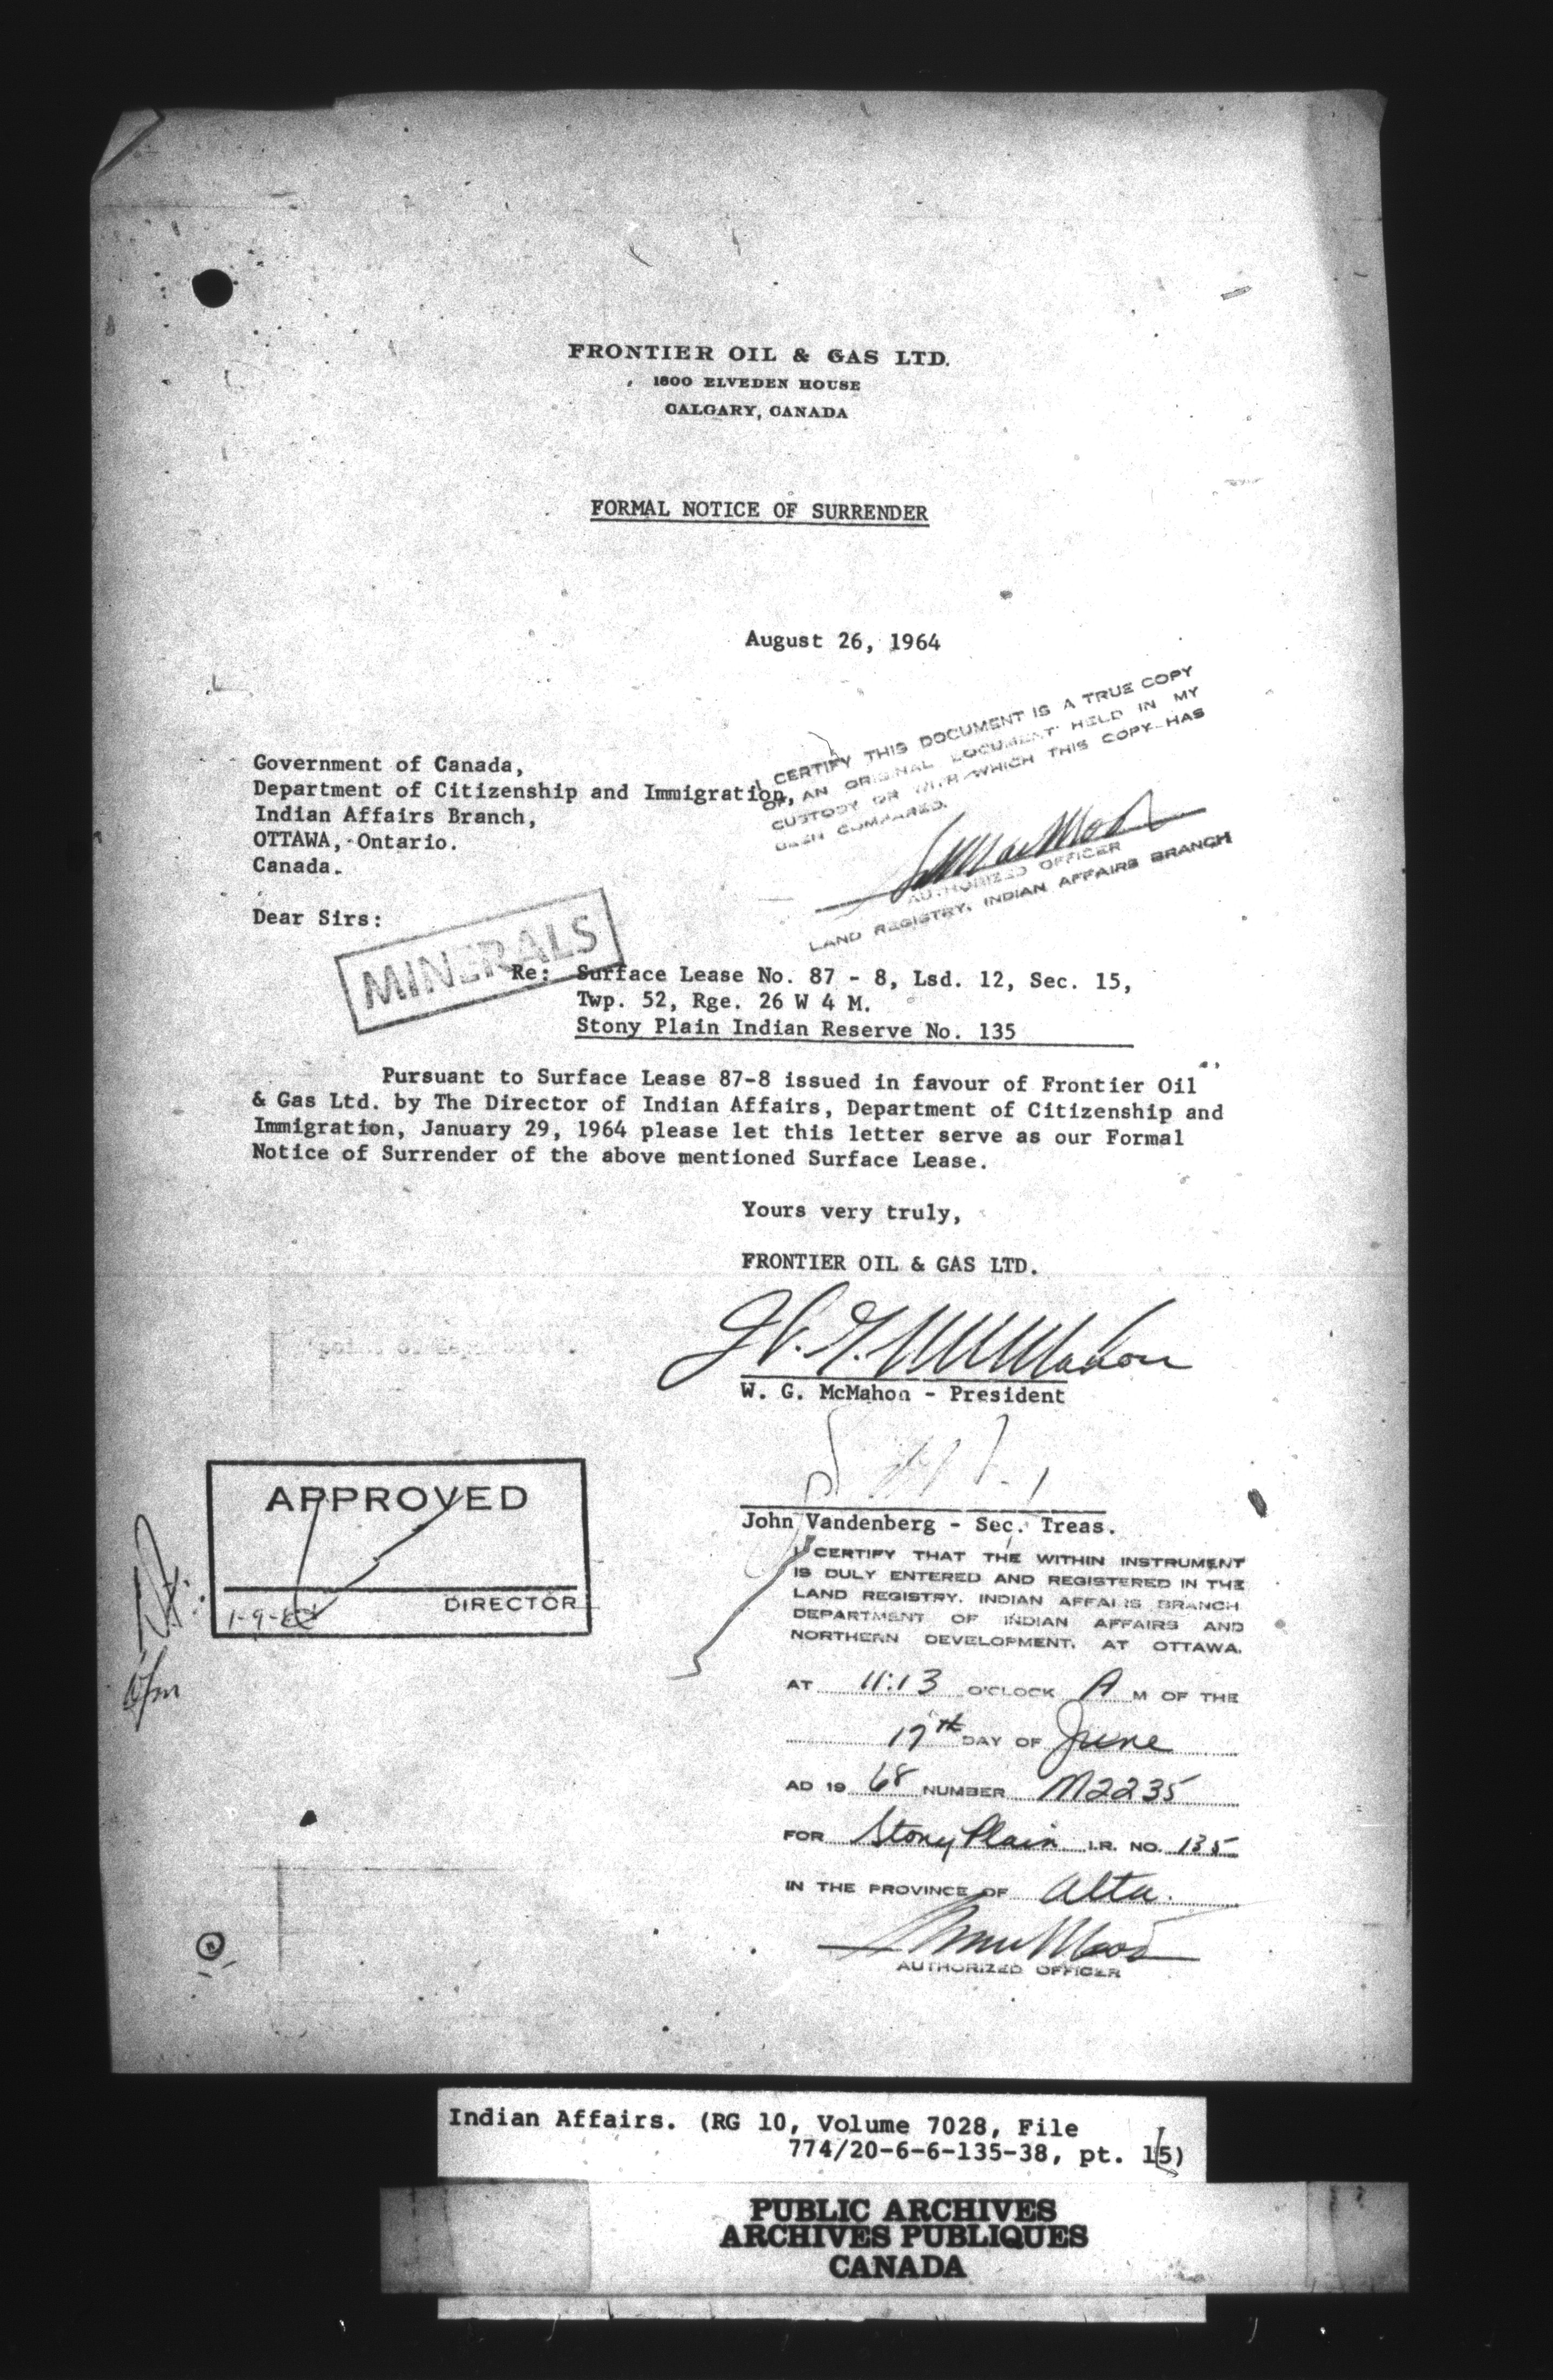 FRONTIER OIL & GAS LTD.
1800 ELVEDEN HOUSE
CALGARY, CANADA
FORMAL NOTICE OF SURRENDER
August 26, 1964
I CERTIFY THIS DOCUMENT IS A TRUE COPY
OF AN ORIGINAL DOCUMENT HELD IN MY
CUSTODY OR WITH WHICH THIS COPY HAS
BEEN COMPARED.
AUTHORIZED OFFICER
LAND REGISTRY, INDIAN AFFAIRS BRANCH
Government of Canada,
Department of Citizenship and Immigration,
Indian Affairs Branch,
OTTAWA, Ontario.
Canada.
Dear Sirs:
MINERALS
Re: Surface Lease No. 87 - 8, Lsd. 12, Sec. 15,
Twp. 52, Rge. 26 W 4 M.
Stony Plain Indian Reserve No. 135
Pursuant to Surface Lease 87-8 issued in favour of Frontier Oil
& Gas Ltd. by The Director of Indian Affairs, Department of Citizenship and
Immigration, January 29, 1964 please let this letter serve as our Formal
Notice of Surrender of the above mentioned Surface Lease.
Yours very truly,
FRONTIER OIL & GAS LTD.
W. G. McMahon
W. G. McMahon - President
John Vandenberg - Sec. Treas.
APPROVED
DIRECTOR
I CERTIFY THAT THE WITHIN INSTRUMENT
IS DULY ENTERED AND REGISTERED IN THE
LAND REGISTRY, INDIAN AFFAIRS BRANCH
DEPARTMENT OF INDIAN AFFAIRS AND
NORTHERN DEVELOPMENT, AT OTTAWA.
AT 11:13 O'CLOCK A M OF THE
17th DAY OF June
AD 19 68 NUMBER M2235
FOR Stony Plain I.R. NO. 135
IN THE PROVINCE OF Alta.
AUTHORIZED OFFICER
Indian Affairs. (RG 10, Volume 7028, File
774/20-6-6-135-38, pt. 1)
PUBLIC ARCHIVES
ARCHIVES PUBLIQUES
CANADA